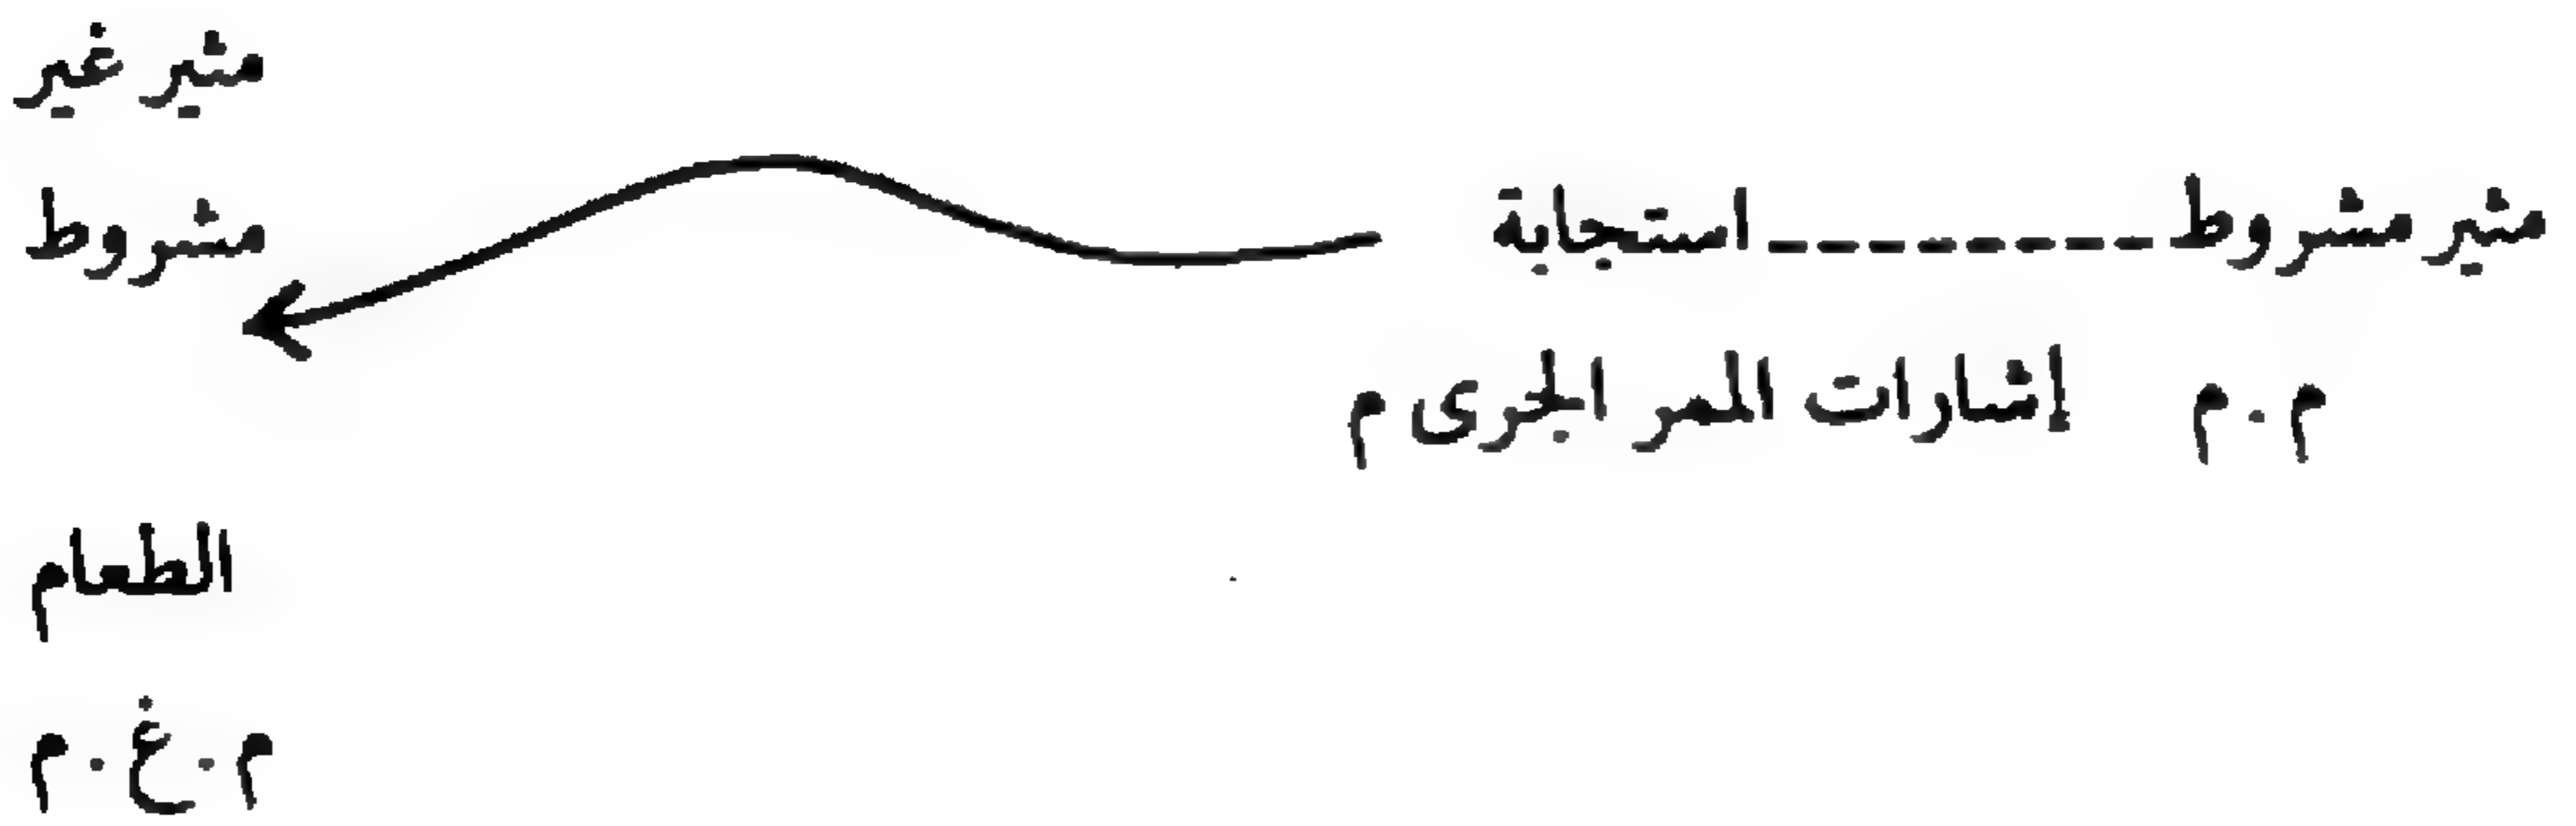 مثير غير
مثير مشروط--------استجابة
مشروط
م.م إشارات الممر الجرى م
الطعام
م.غ.م